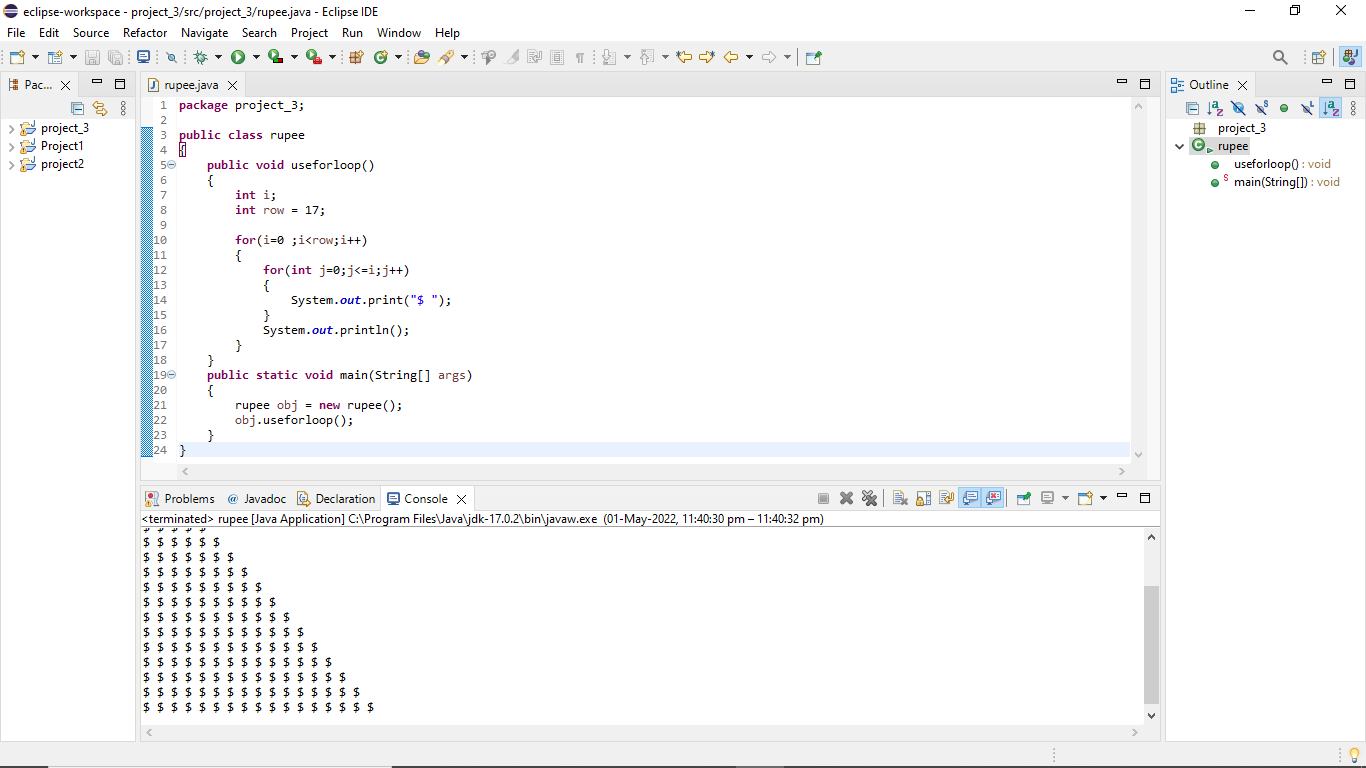 eclipse-workspace - project_3/src/project_3/rupee.java - Eclipse IDE
File Edit Source Refactor Navigate Search Project Run Window Help
Pac...
project_3
Project1
project2
rupee.java
1 package project_3;
2
3 public class rupee
4 {
5 public void useforloop()
6 {
7 int i;
8 int row = 17;
9
10 for(i=0 ;i<row;i++)
11 {
12 for(int j=0;j<=i;j++)
13 {
14 System.out.print("$ ");
15 }
16 System.out.println();
17 }
18 }
19 public static void main(String[] args)
20 {
21 rupee obj = new rupee();
22 obj.useforloop();
23 }
24 }
Outline
project_3
rupee
useforloop() : void
main(String[]) : void
Problems @ Javadoc Declaration Console
<terminated> rupee [Java Application] C:\Program Files\Java\jdk-17.0.2\bin\javaw.exe (01-May-2022, 11:40:30 pm – 11:40:32 pm)
$ $ $ $ $
$ $ $ $ $ $
$ $ $ $ $ $ $
$ $ $ $ $ $ $ $
$ $ $ $ $ $ $ $ $
$ $ $ $ $ $ $ $ $ $
$ $ $ $ $ $ $ $ $ $ $
$ $ $ $ $ $ $ $ $ $ $ $
$ $ $ $ $ $ $ $ $ $ $ $ $
$ $ $ $ $ $ $ $ $ $ $ $ $ $
$ $ $ $ $ $ $ $ $ $ $ $ $ $ $
$ $ $ $ $ $ $ $ $ $ $ $ $ $ $ $
$ $ $ $ $ $ $ $ $ $ $ $ $ $ $ $ $